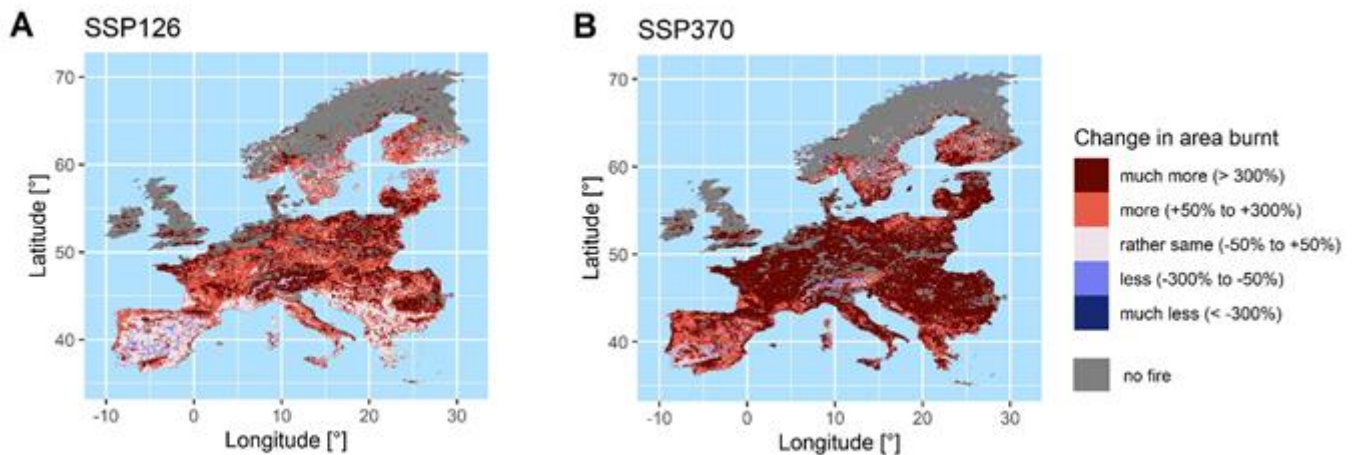 A SSP126
70
60
50
40
Latitude [°]
-10 0 10 20 30
Longitude [°]
B SSP370
70
60
50
40
Latitude [°]
-10 0 10 20 30
Longitude [°]
Change in area burnt
much more (> 300%)
more (+50% to +300%)
rather same (-50% to +50%)
less (-300% to -50%)
much less (< -300%)
no fire